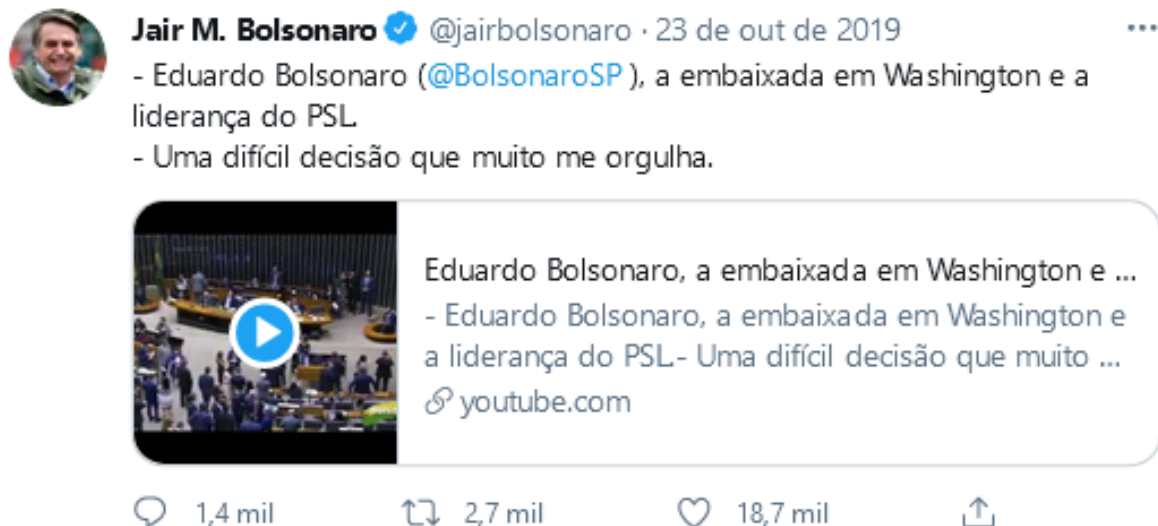 Jair M. Bolsonaro @jairbolsonaro · 23 de out de 2019
- Eduardo Bolsonaro (@BolsonaroSP ), a embaixada em Washington e a
liderança do PSL.
- Uma difícil decisão que muito me orgulha.
Eduardo Bolsonaro, a embaixada em Washington e ...
- Eduardo Bolsonaro, a embaixada em Washington e
a liderança do PSL.- Uma difícil decisão que muito ...
youtube.com
1,4 mil 2,7 mil 18,7 mil